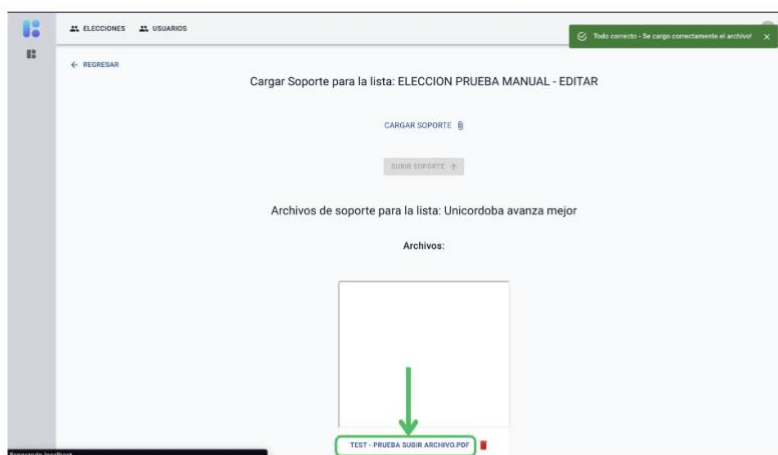 ELECCIONES USUARIOS
Todo correcto - Se cargo correctamente el archivo!
REGRESAR
Cargar Soporte para la lista: ELECCION PRUEBA MANUAL - EDITAR
CARGAR SOPORTE
SUBIR SOPORTE
Archivos de soporte para la lista: Unicordoba avanza mejor
Archivos:
TEST - PRUEBA SUBIR ARCHIVO.PDF